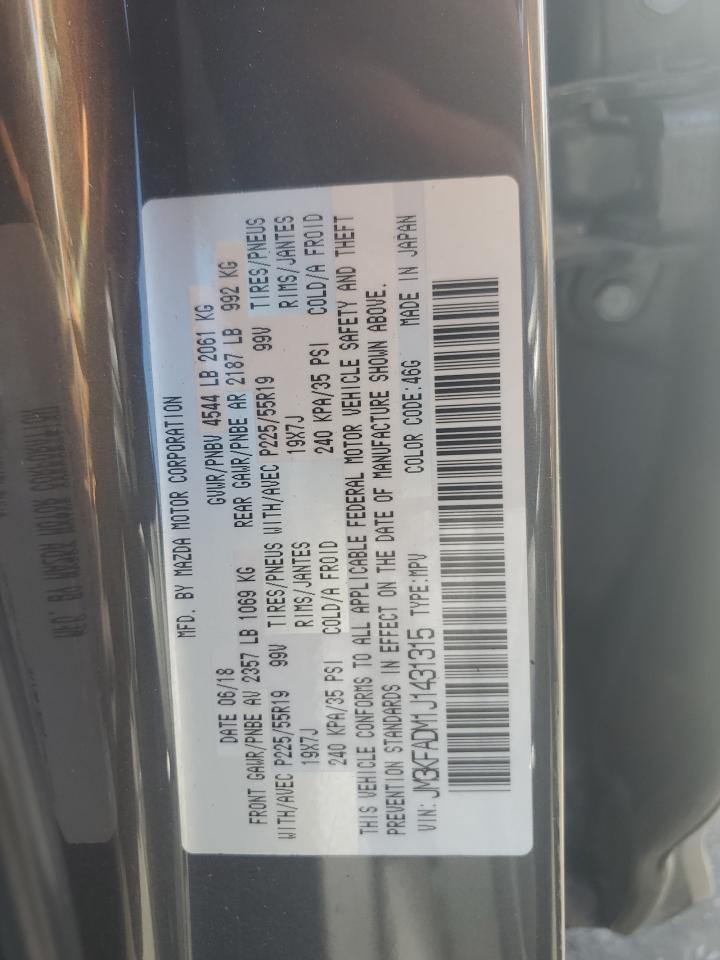 MFD. BY MAZDA MOTOR CORPORATION
DATE 06/18 GVWR/PNBV 4544 LB 2061 KG
FRONT GAWR/PNBE AV 2357 LB 1069 KG REAR GAWR/PNBE AR 2187 LB 992 KG
WITH/AVEC P225/55R19 99V TIRES/PNEUS WITH/AVEC P225/55R19 99V TIRES/PNEUS
19X7J RIMS/JANTES 19X7J RIMS/JANTES
240 KPA/35 PSI COLD/A FROID 240 KPA/35 PSI COLD/A FROID
THIS VEHICLE CONFORMS TO ALL APPLICABLE FEDERAL MOTOR VEHICLE SAFETY AND THEFT
PREVENTION STANDARDS IN EFFECT ON THE DATE OF MANUFACTURE SHOWN ABOVE.
VIN: JM3KFADM1J1431315 TYPE:MPV COLOR CODE:46G MADE IN JAPAN